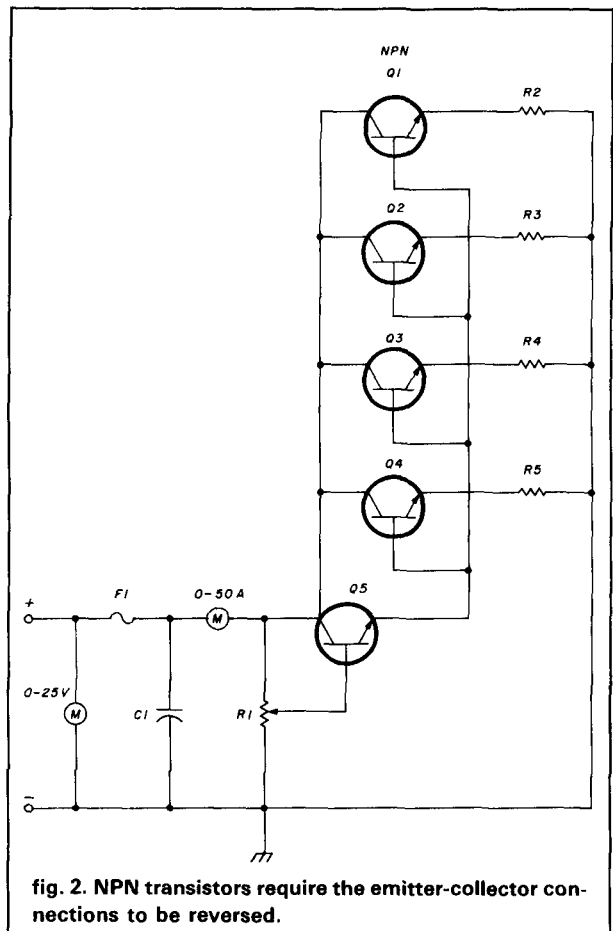 NPN
Q1
R2
Q2
R3
Q3
R4
Q4
R5
Q5
F1
0-50A
+
M
0-25V
M
C1
R1
−
fig. 2. NPN transistors require the emitter-collector con-
nections to be reversed.